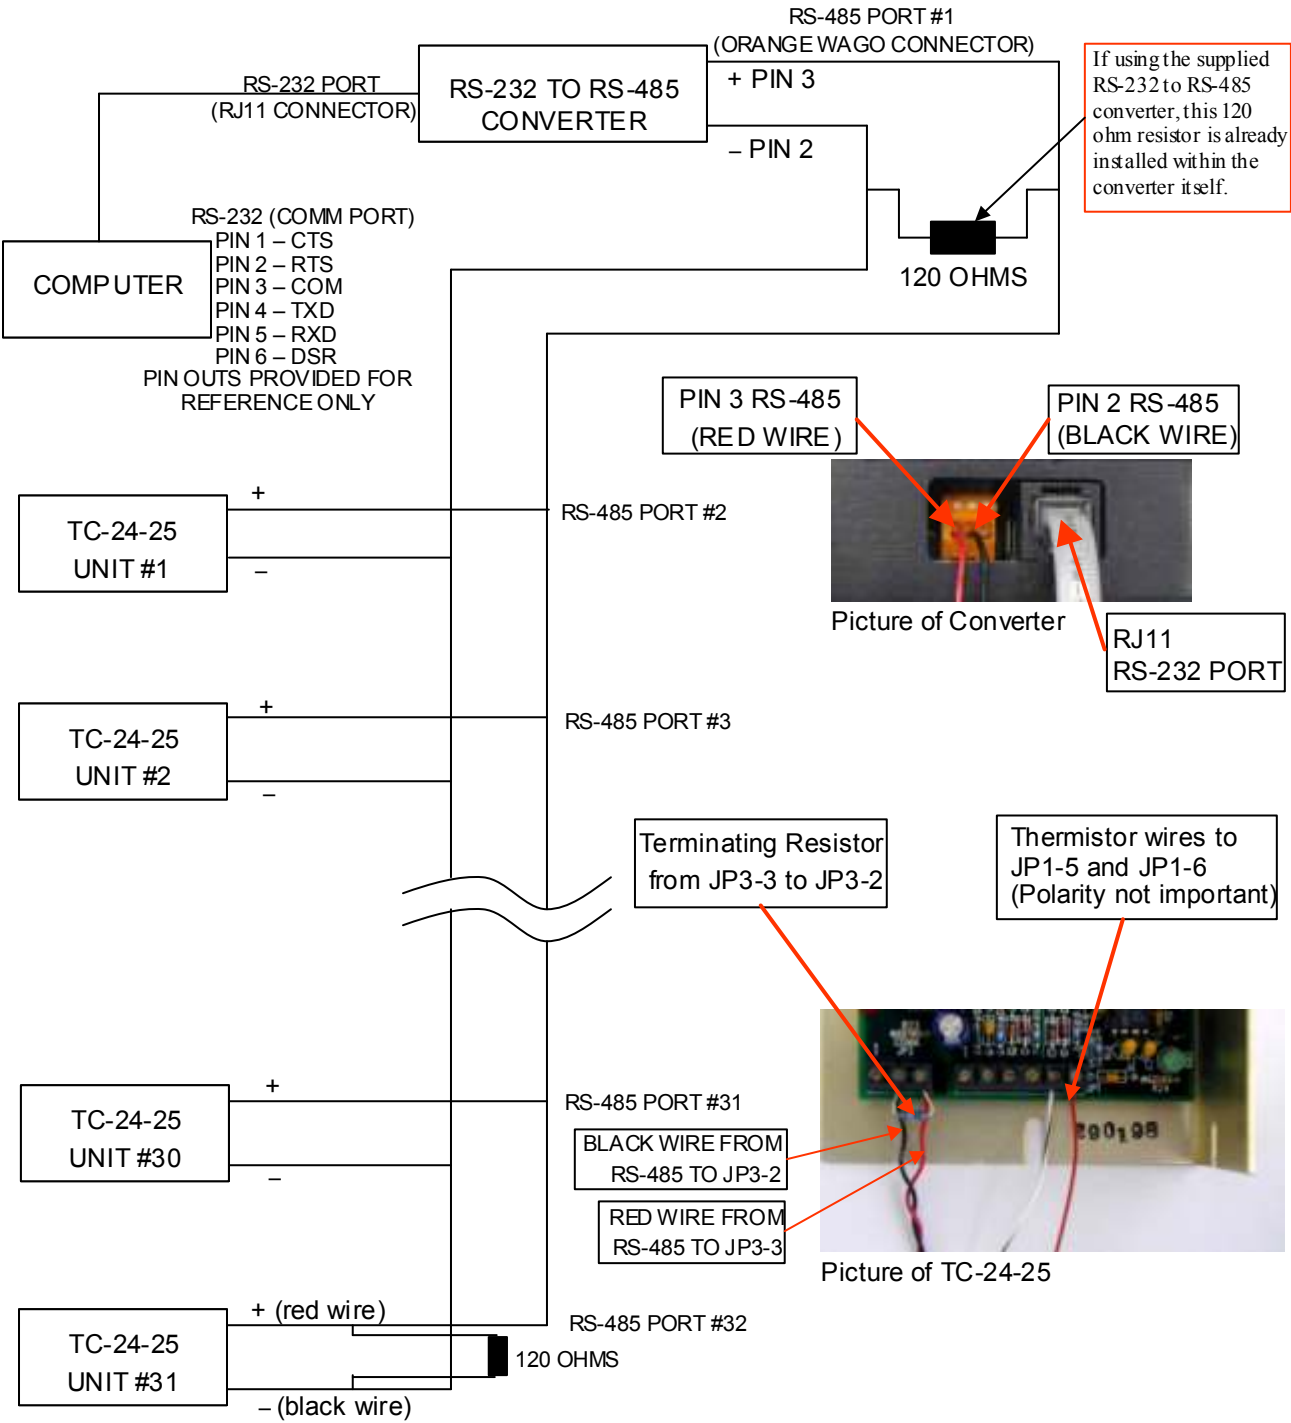 RS-485 PORT #1
(ORANGE WAGO CONNECTOR)
RS-232 PORT
(RJ11 CONNECTOR)
RS-232 TO RS-485
CONVERTER
+ PIN 3
– PIN 2
If using the supplied
RS-232 to RS-485
converter, this 120
ohm resistor is already
installed within the
converter itself.
120 OHMS
COMPUTER
RS-232 (COMM PORT)
PIN 1 – CTS
PIN 2 – RTS
PIN 3 – COM
PIN 4 – TXD
PIN 5 – RXD
PIN 6 – DSR
PIN OUTS PROVIDED FOR
REFERENCE ONLY
PIN 3 RS-485
(RED WIRE)
PIN 2 RS-485
(BLACK WIRE)
Picture of Converter
RJ11
RS-232 PORT
TC-24-25
UNIT #1
+
–
RS-485 PORT #2
TC-24-25
UNIT #2
+
–
RS-485 PORT #3
Terminating Resistor
from JP3-3 to JP3-2
Thermistor wires to
JP1-5 and JP1-6
(Polarity not important)
TC-24-25
UNIT #30
+
–
RS-485 PORT #31
BLACK WIRE FROM
RS-485 TO JP3-2
RED WIRE FROM
RS-485 TO JP3-3
290198
Picture of TC-24-25
TC-24-25
UNIT #31
+ (red wire)
– (black wire)
RS-485 PORT #32
120 OHMS